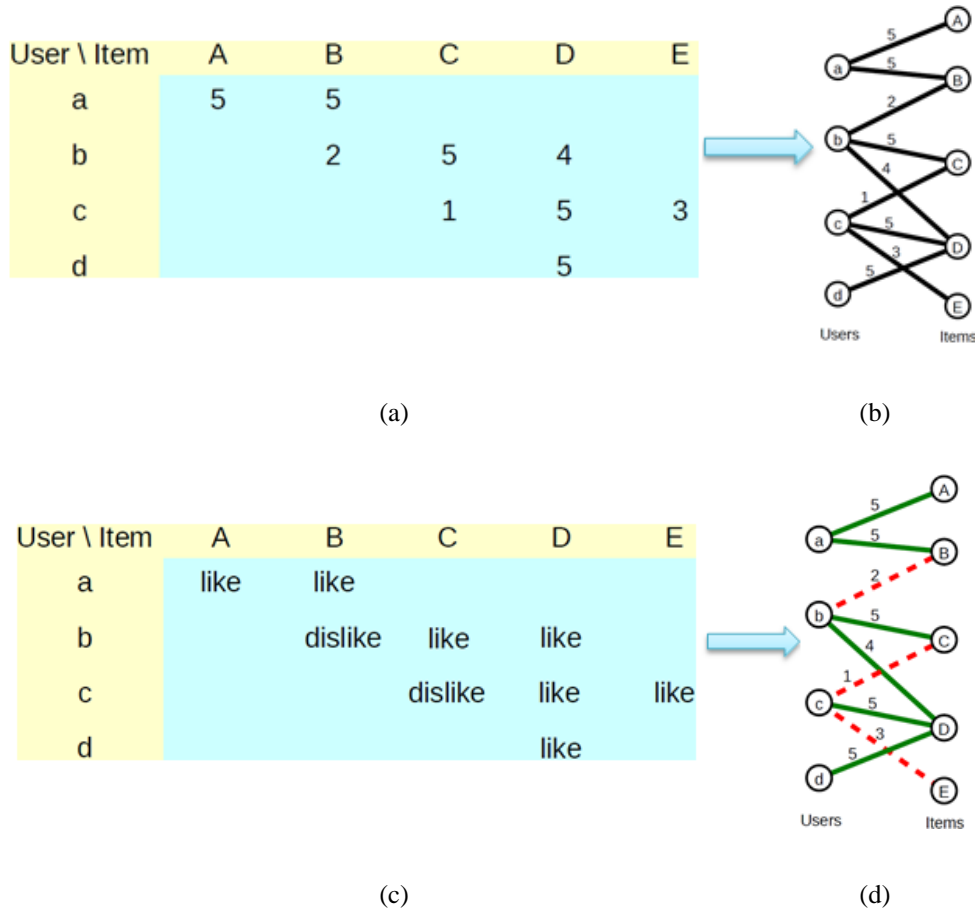 User \ Item A B C D E
a 5 5
b 2 5 4
c 1 5 3
d 5
A
5
a
5
B
2
b
5
C
4
1
c
5
D
3
5
d
E
Users Items
(a) (b)
User \ Item A B C D E
a like like
b dislike like like
c dislike like like
d like
A
5
a
5
B
2
b
5
C
4
1
c
5
D
3
5
d
E
Users Items
(c) (d)